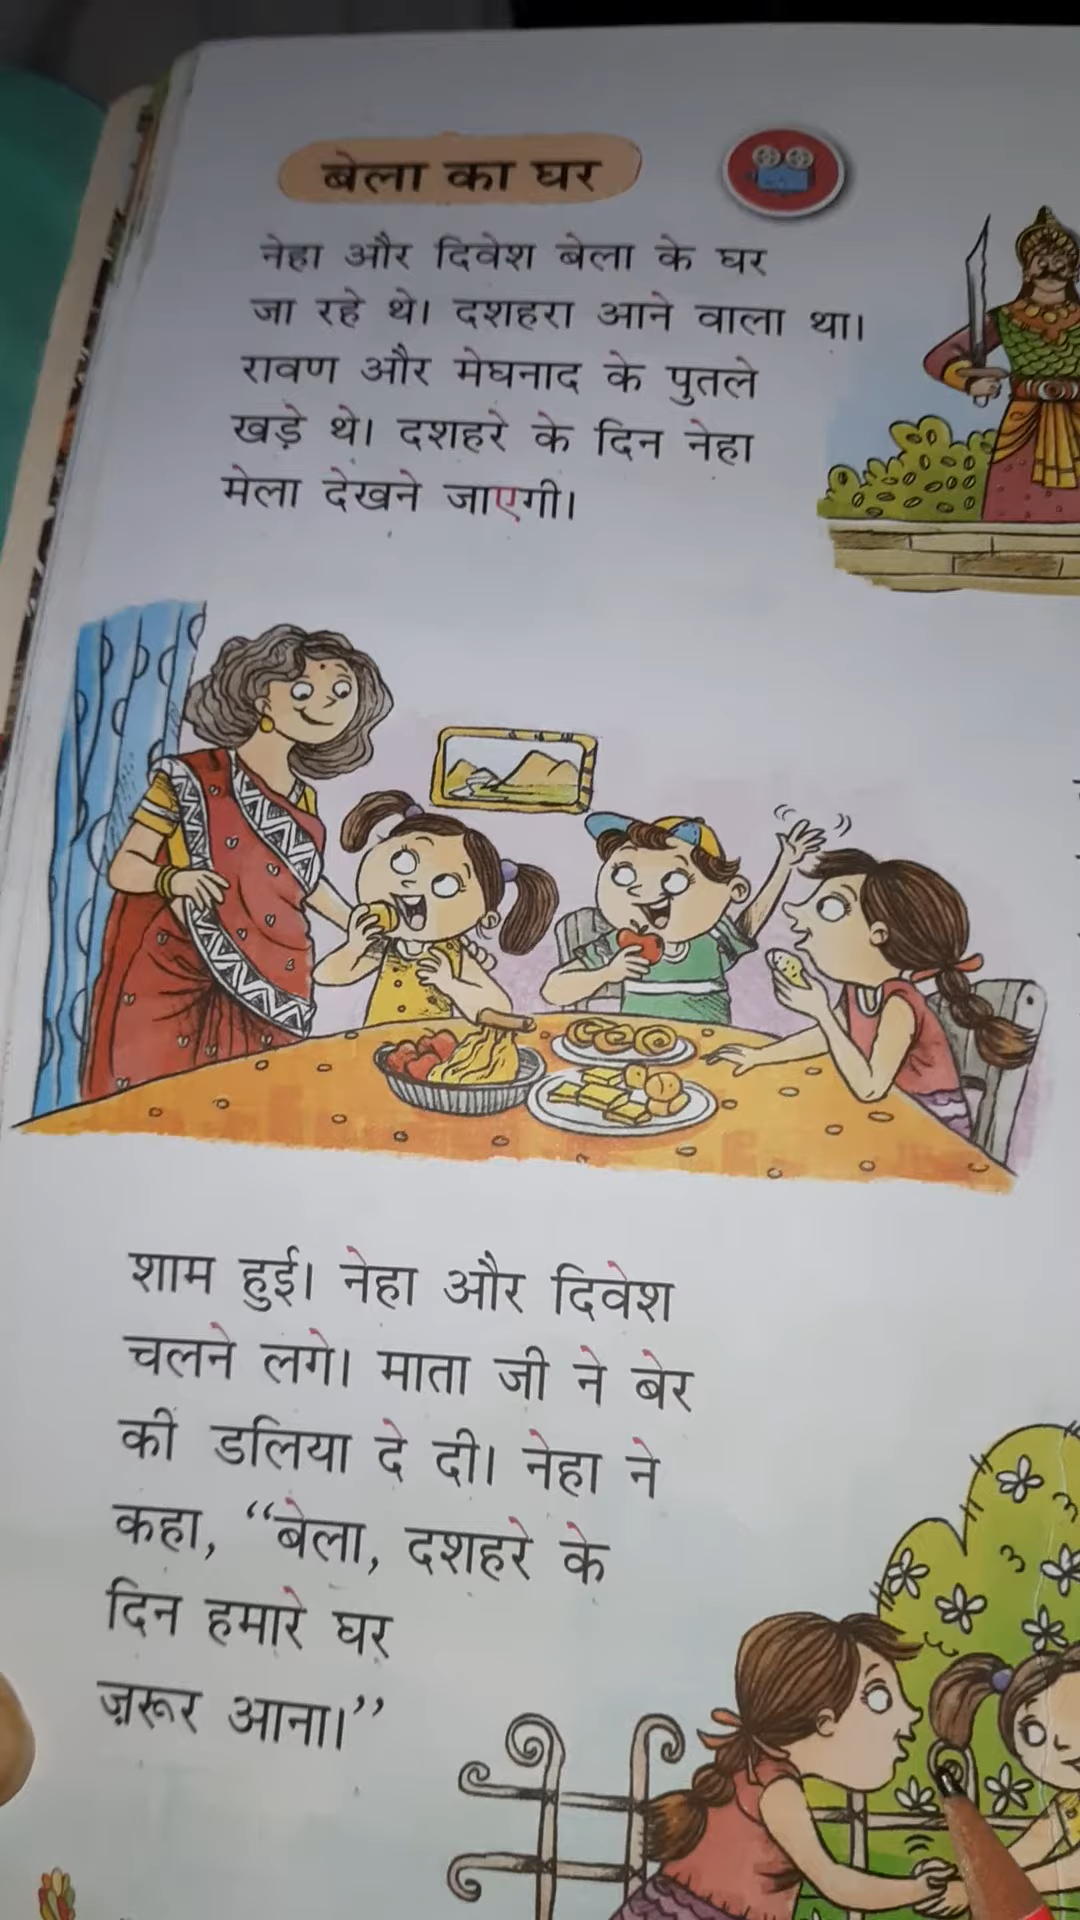 बेला का घर
नेहा और दिवेश बेला के घर
जा रहे थे। दशहरा आने वाला था।
रावण और मेघनाद के पुतले
खड़े थे। दशहरे के दिन नेहा
मेला देखने जाएगी।
शाम हुई। नेहा और दिवेश
चलने लगे। माता जी ने बेर
की डलिया दे दी। नेहा ने
कहा, “बेला, दशहरे के
दिन हमारे घर
ज़रूर आना।”